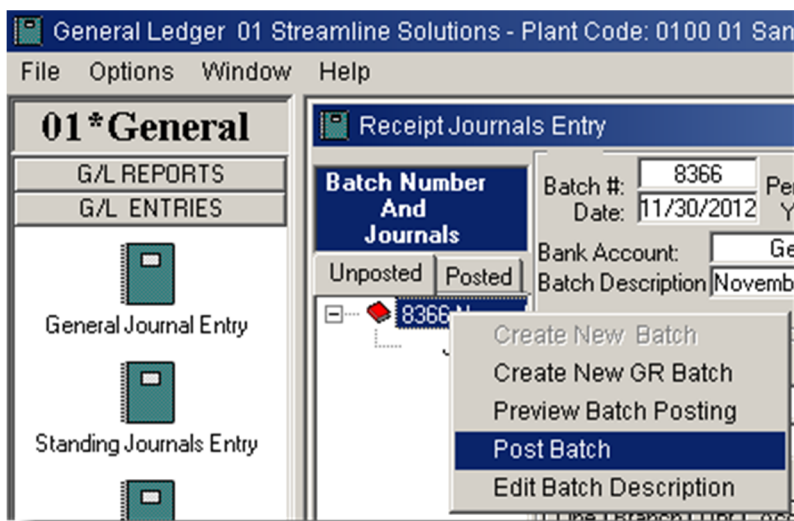 General Ledger 01 Streamline Solutions - Plant Code: 0100 01 San
File Options Window Help
01*General
G/L REPORTS
G/L ENTRIES
General Journal Entry
Standing Journals Entry
Receipt Journals Entry
Batch Number
And
Journals
Unposted Posted
8366
Batch #: 8366
Date: 11/30/2012
Bank Account: Ge
Batch Description Novemb
Create New Batch
Create New GR Batch
Preview Batch Posting
Post Batch
Edit Batch Description